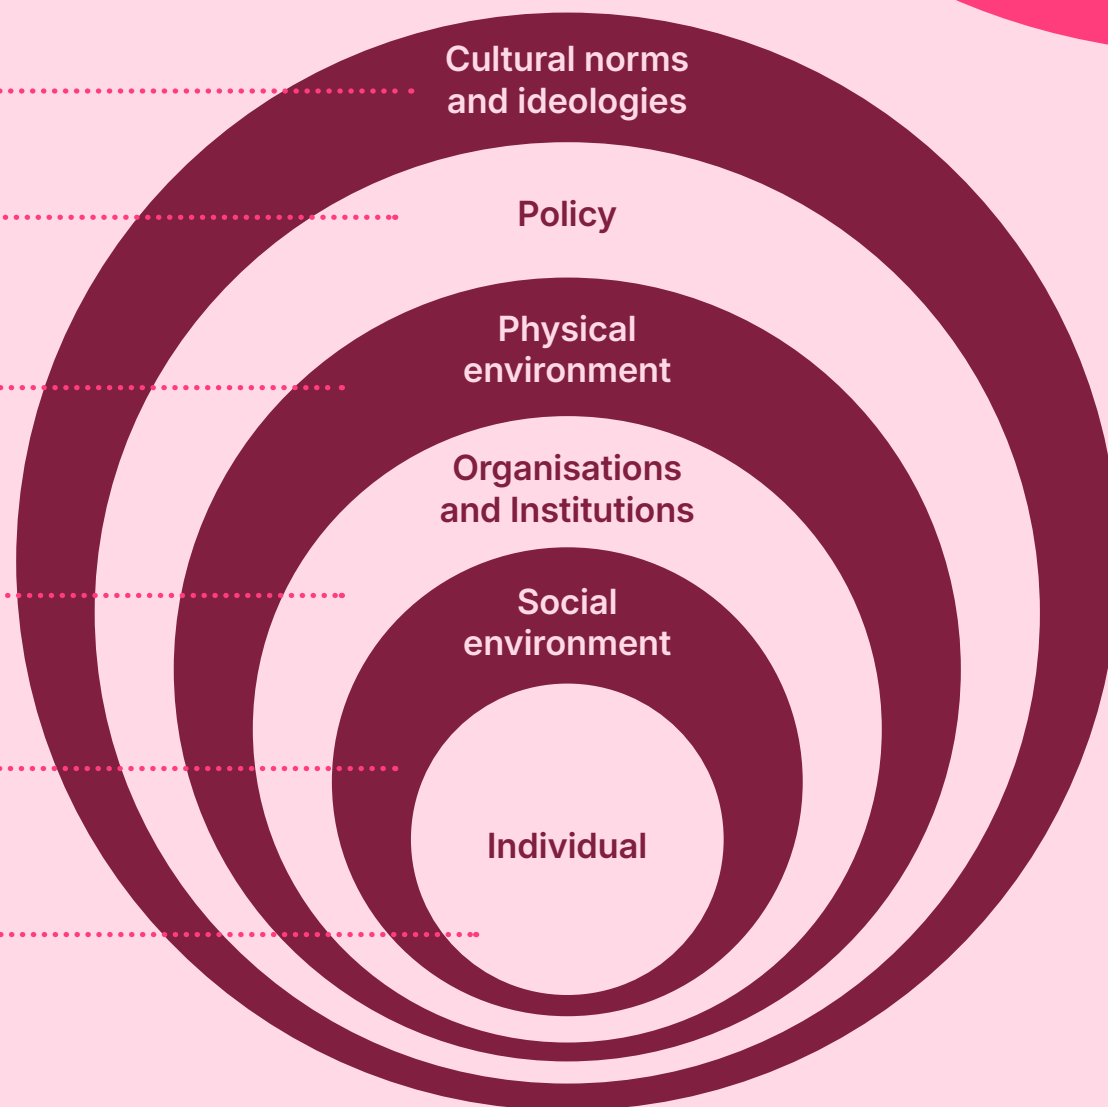 Cultural norms
and ideologies
Policy
Physical
environment
Organisations
and Institutions
Social
environment
Individual